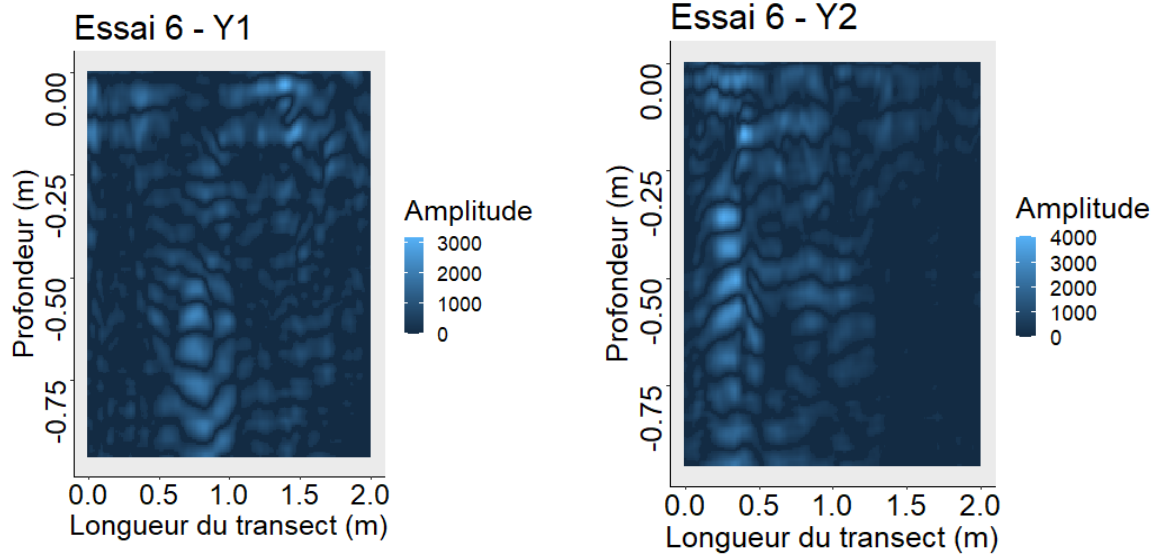 Essai 6 - Y1
0.00
-0.25
-0.50
-0.75
Profondeur (m)
0.0 0.5 1.0 1.5 2.0
Longueur du transect (m)
Amplitude
3000
2000
1000
0
Essai 6 - Y2
0.00
-0.25
-0.50
-0.75
Profondeur (m)
0.0 0.5 1.0 1.5 2.0
Longueur du transect (m)
Amplitude
4000
3000
2000
1000
0